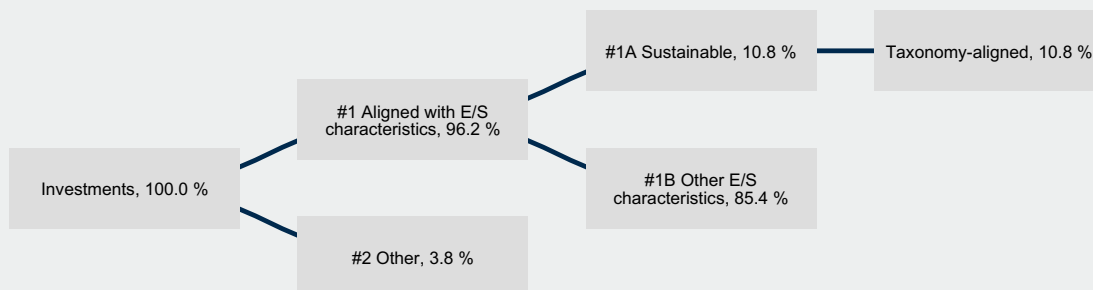 #1A Sustainable, 10.8 %
Taxonomy-aligned, 10.8 %
#1 Aligned with E/S
characteristics, 96.2 %
Investments, 100.0 %
#1B Other E/S
characteristics, 85.4 %
#2 Other, 3.8 %